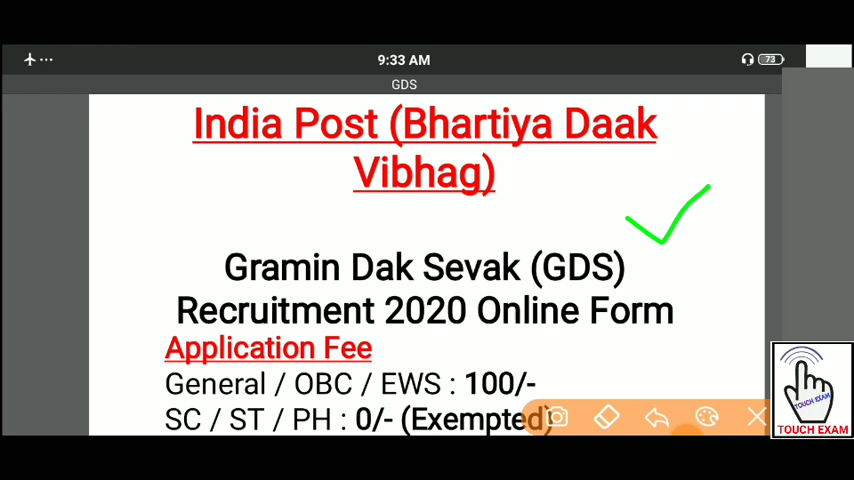 9:33 AM
73
GDS
India Post (Bhartiya Daak
Vibhag)
Gramin Dak Sevak (GDS)
Recruitment 2020 Online Form
Application Fee
General / OBC / EWS : 100/-
SC / ST / PH : 0/- (Exempted)
TOUCH EXAM
TOUCH EXAM